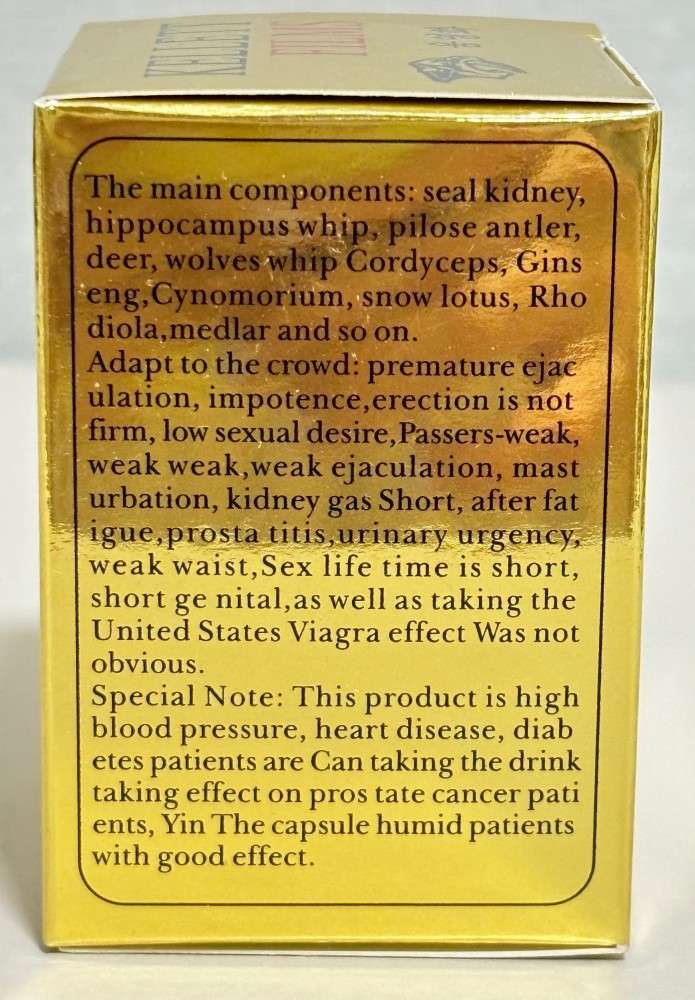 KELLETT
FILMS
The main components: seal kidney,
hippocampus whip, pilose antler,
deer, wolves whip Cordyceps, Gins
eng,Cynomorium, snow lotus, Rho
diola,medlar and so on.
Adapt to the crowd: premature ejac
ulation, impotence,erection is not
firm, low sexual desire,Passers-weak,
weak weak,weak ejaculation, mast
urbation, kidney gas Short, after fat
igue,prosta titis,urinary urgency,
weak waist,Sex life time is short,
short ge nital,as well as taking the
United States Viagra effect Was not
obvious.
Special Note: This product is high
blood pressure, heart disease, diab
etes patients are Can taking the drink
taking effect on pros tate cancer pati
ents, Yin The capsule humid patients
with good effect.